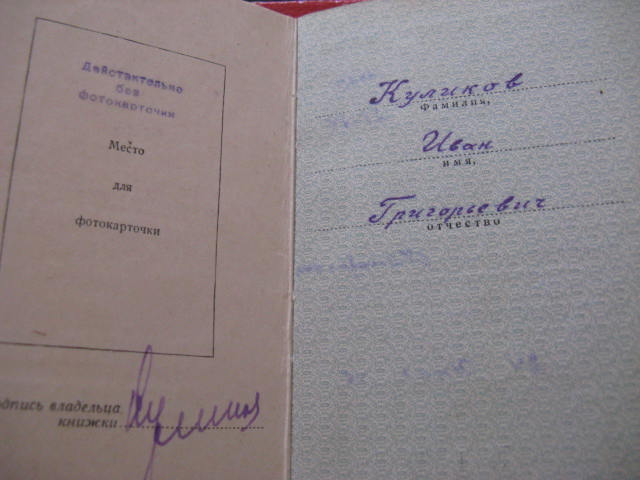 Действительно
без
фотокарточки
Место
для
фотокарточки
подпись владельца
книжки
Куликов
фамилия,
Иван
имя,
Григорьевич
отчество